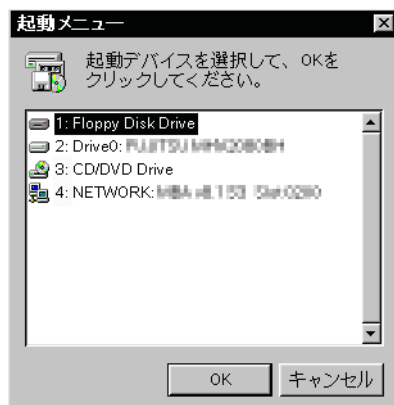 起動メニュー
起動デバイスを選択して、OKを
クリックしてください。
1: Floppy Disk Drive
2: Drive0:
3: CD/DVD Drive
4: NETWORK:
OK
キャンセル